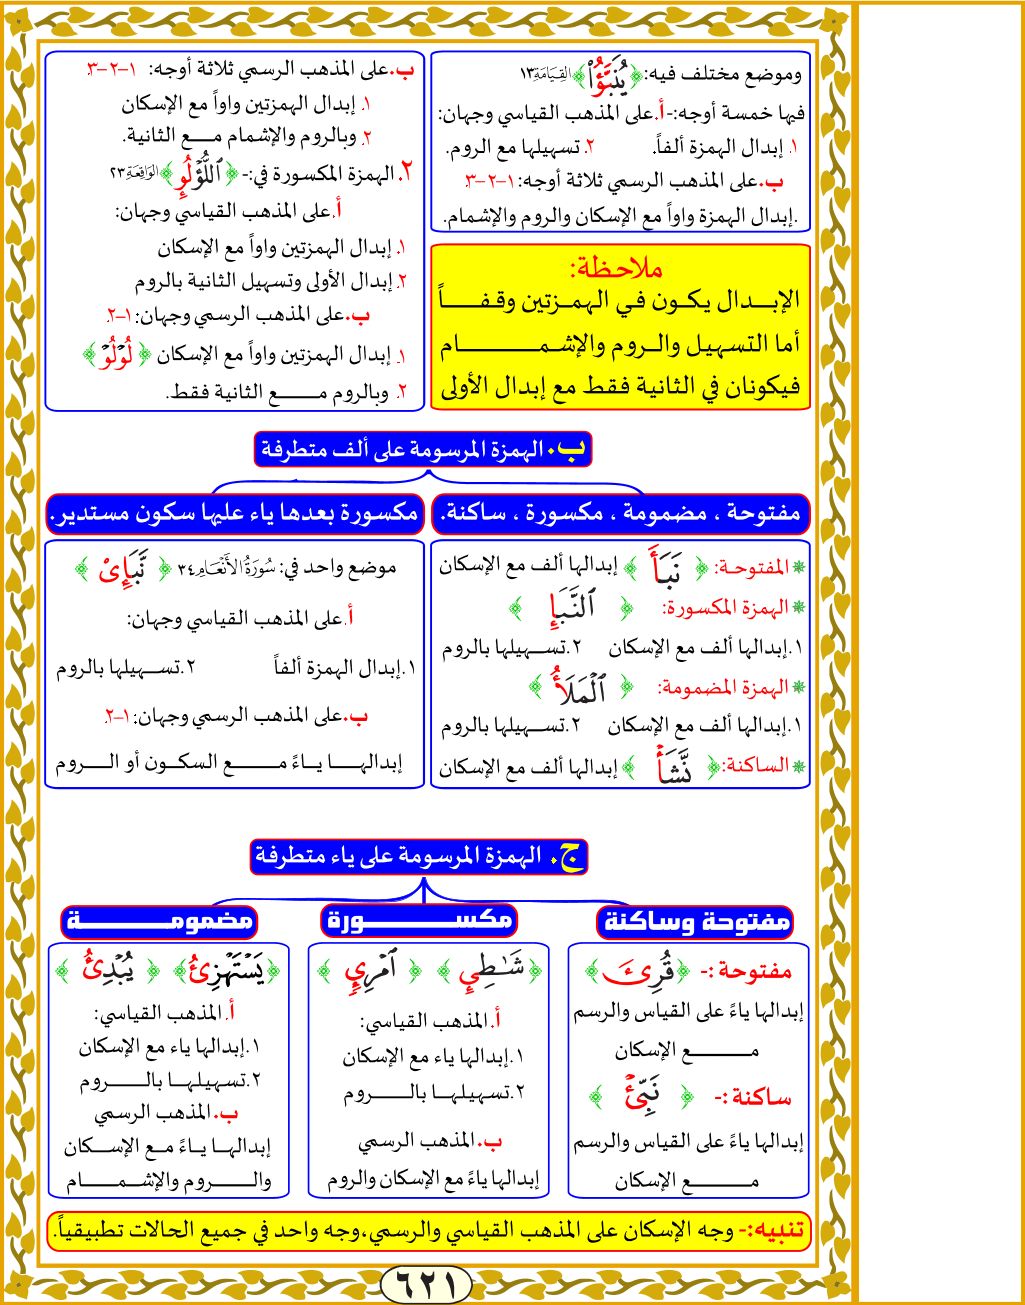 وموضع مختلف فيه: ﴿يُنَبَّؤُا۟﴾ القِيَامَةِ ١٣
فيها خمسة أوجه:- أ. على المذهب القياسي وجهان:
١. إبدال الهمزة ألفاً. ٢. تسهيلها مع الروم.
ب. على المذهب الرسمي ثلاثة أوجه: ١-٢-٣.
.إبدال الهمزة واواً مع الإسكان والروم والإشمام.
ملاحظة:
الإبدال يكون في الهمزتين وقفاً
أما التسهيل والروم والإشمام
فيكونان في الثانية فقط مع إبدال الأولى
ب. على المذهب الرسمي ثلاثة أوجه: ١-٢-٣.
١. إبدال الهمزتين واواً مع الإسكان
٢. وبالروم والإشمام مع الثانية.
٢. الهمزة المكسورة في:- ﴿ٱللُّؤْلُوِٕ﴾ الوَاقِعَةِ ٢٣
أ. على المذهب القياسي وجهان:
١. إبدال الهمزتين واواً مع الإسكان
٢. إبدال الأولى وتسهيل الثانية بالروم
ب. على المذهب الرسمي وجهان: ١-٢.
١. إبدال الهمزتين واواً مع الإسكان ﴿لُوْلُوْ﴾
٢. وبالروم مع الثانية فقط.
ب. الهمزة المرسومة على ألف متطرفة
مفتوحة ، مضمومة ، مكسورة ، ساكنة.
المفتوحة: ﴿نَبَأَ﴾ إبدالها ألف مع الإسكان
الهمزة المكسورة: ﴿ٱلنَّبَإِ﴾
١.إبدالها ألف مع الإسكان ٢.تسهيلها بالروم
الهمزة المضمومة: ﴿ٱلْمَلَأُ﴾
١.إبدالها ألف مع الإسكان ٢.تسهيلها بالروم
الساكنة: ﴿نَّشَأْ﴾ إبدالها ألف مع الإسكان
مكسورة بعدها ياء عليها سكون مستدير.
موضع واحد في: سُورَةُ الأَنْعَام ٣٤ ﴿نَّبَإِىْ﴾
أ. على المذهب القياسي وجهان:
١.إبدال الهمزة ألفاً ٢.تسهيلها بالروم
ب. على المذهب الرسمي وجهان: ١-٢.
إبدالها ياءً مع السكون أو الروم
ج. الهمزة المرسومة على ياء متطرفة
مفتوحة وساكنة
مفتوحة :- ﴿قُرِئَ﴾
إبدالها ياءً على القياس والرسم
مع الإسكان
ساكنة :- ﴿نَبِّئْ﴾
إبدالها ياءً على القياس والرسم
مع الإسكان
مكسورة
﴿شَـٰطِئِ﴾ ﴿ٱمْرِئٍ﴾
أ. المذهب القياسي:
١.إبدالها ياء مع الإسكان
٢.تسهيلها بالروم
ب. المذهب الرسمي
إبدالها ياءً مع الإسكان والروم
مضمومة
﴿يَسْتَهْزِئُ﴾ ﴿يُبْدِئُ﴾
أ. المذهب القياسي:
١.إبدالها ياء مع الإسكان
٢.تسهيلها بالروم
ب. المذهب الرسمي
إبدالها ياءً مع الإسكان
والروم والإشمام
تنبيه:- وجه الإسكان على المذهب القياسي والرسمي،وجه واحد في جميع الحالات تطبيقياً.
٦٢١